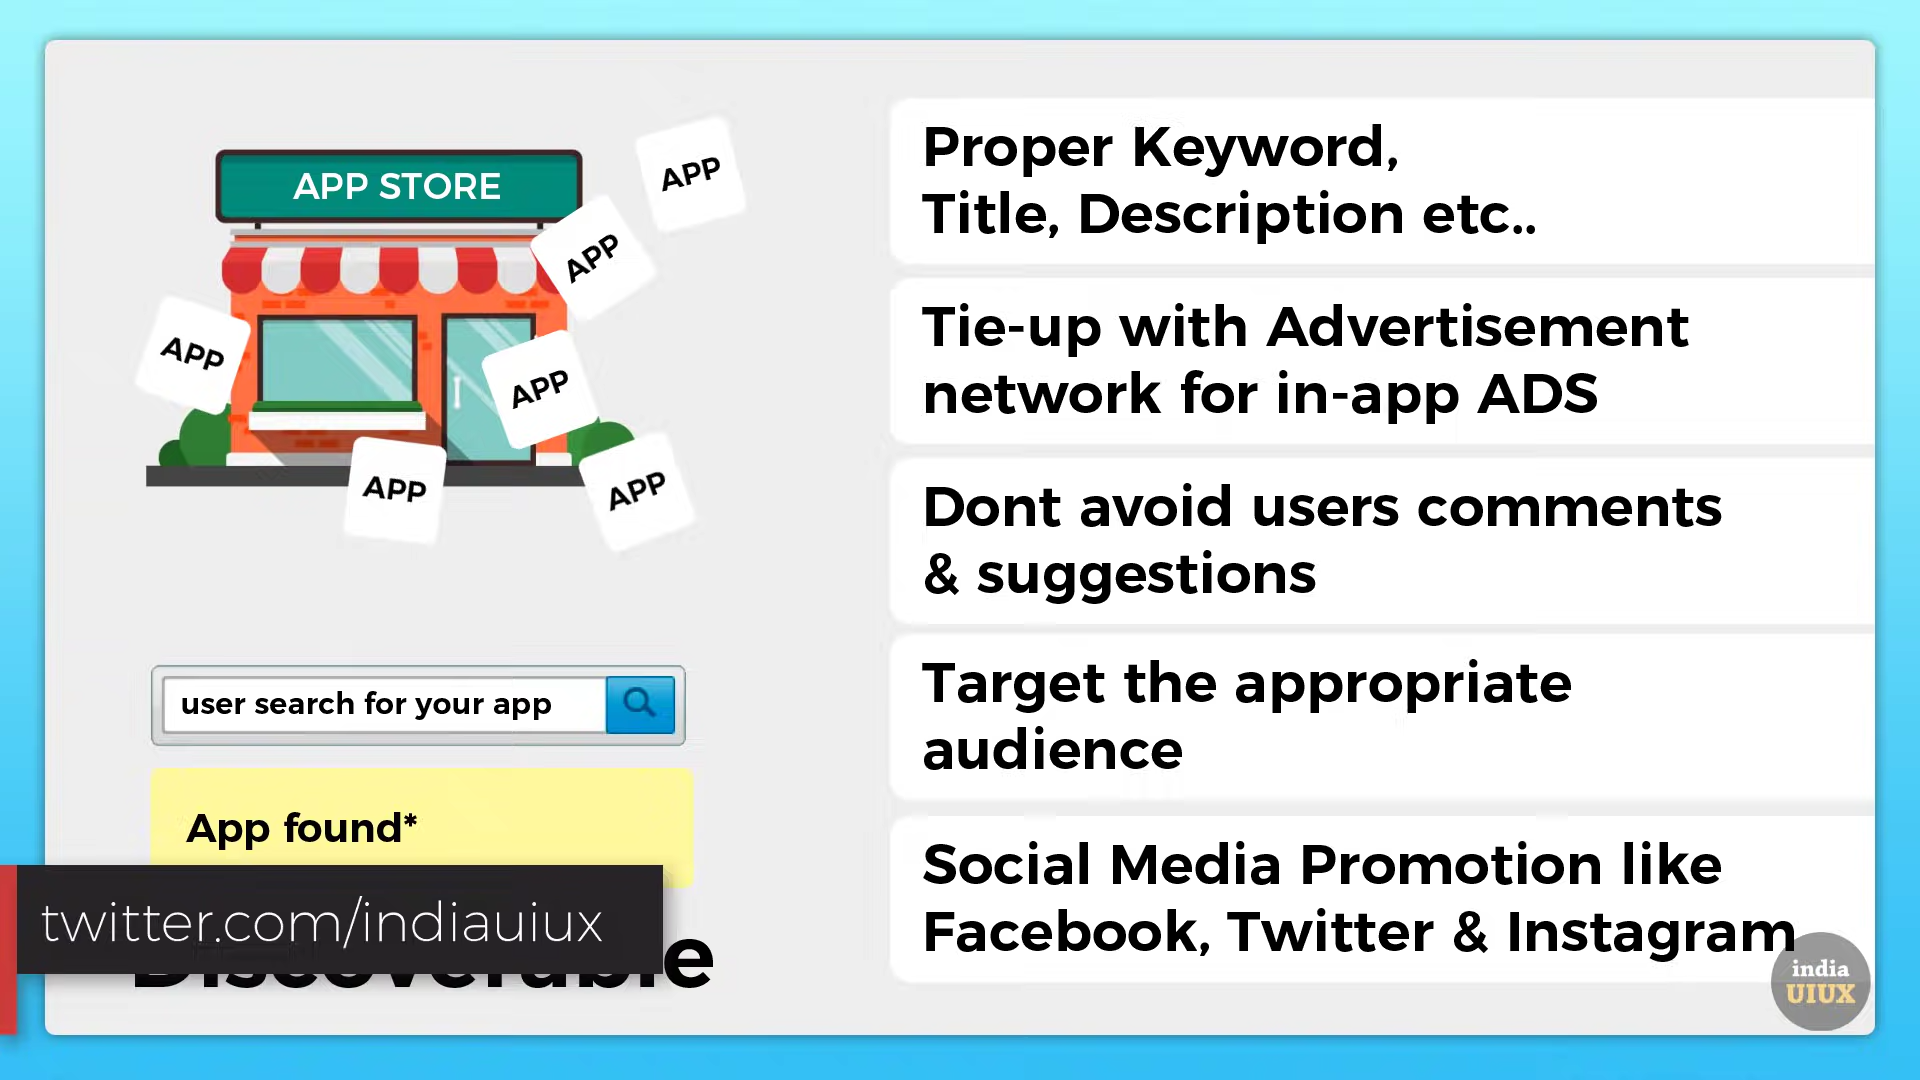 APP STORE
APP
APP
APP
APP
APP
APP
user search for your app
App found*
twitter.com/indiauiux
Discoverable
Proper Keyword,
Title, Description etc..
Tie-up with Advertisement
network for in-app ADS
Dont avoid users comments
& suggestions
Target the appropriate
audience
Social Media Promotion like
Facebook, Twitter & Instagram
india
UIUX